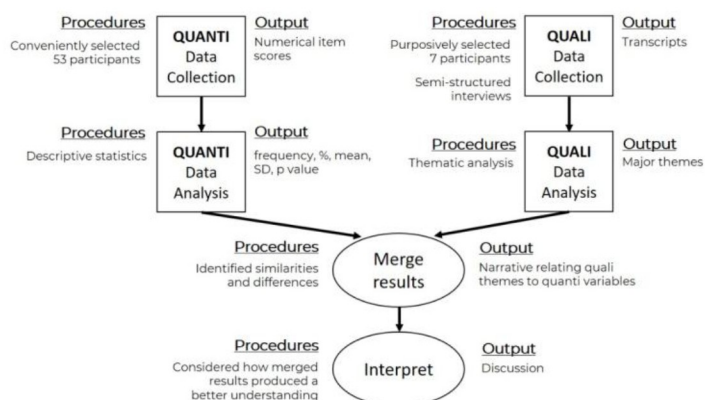 Procedures
Conveniently selected
53 participants
QUANTI
Data
Collection
Output
Numerical item
scores
Procedures
Purposively selected
7 participants
Semi-structured
interviews
QUALI
Data
Collection
Output
Transcripts
Procedures
Descriptive statistics
QUANTI
Data
Analysis
Output
frequency, %, mean,
SD, p value
Procedures
Thematic analysis
QUALI
Data
Analysis
Output
Major themes
Procedures
Identified similarities
and differences
Merge
results
Output
Narrative relating quali
themes to quanti variables
Procedures
Considered how merged
results produced a
better understanding
Interpret
Output
Discussion